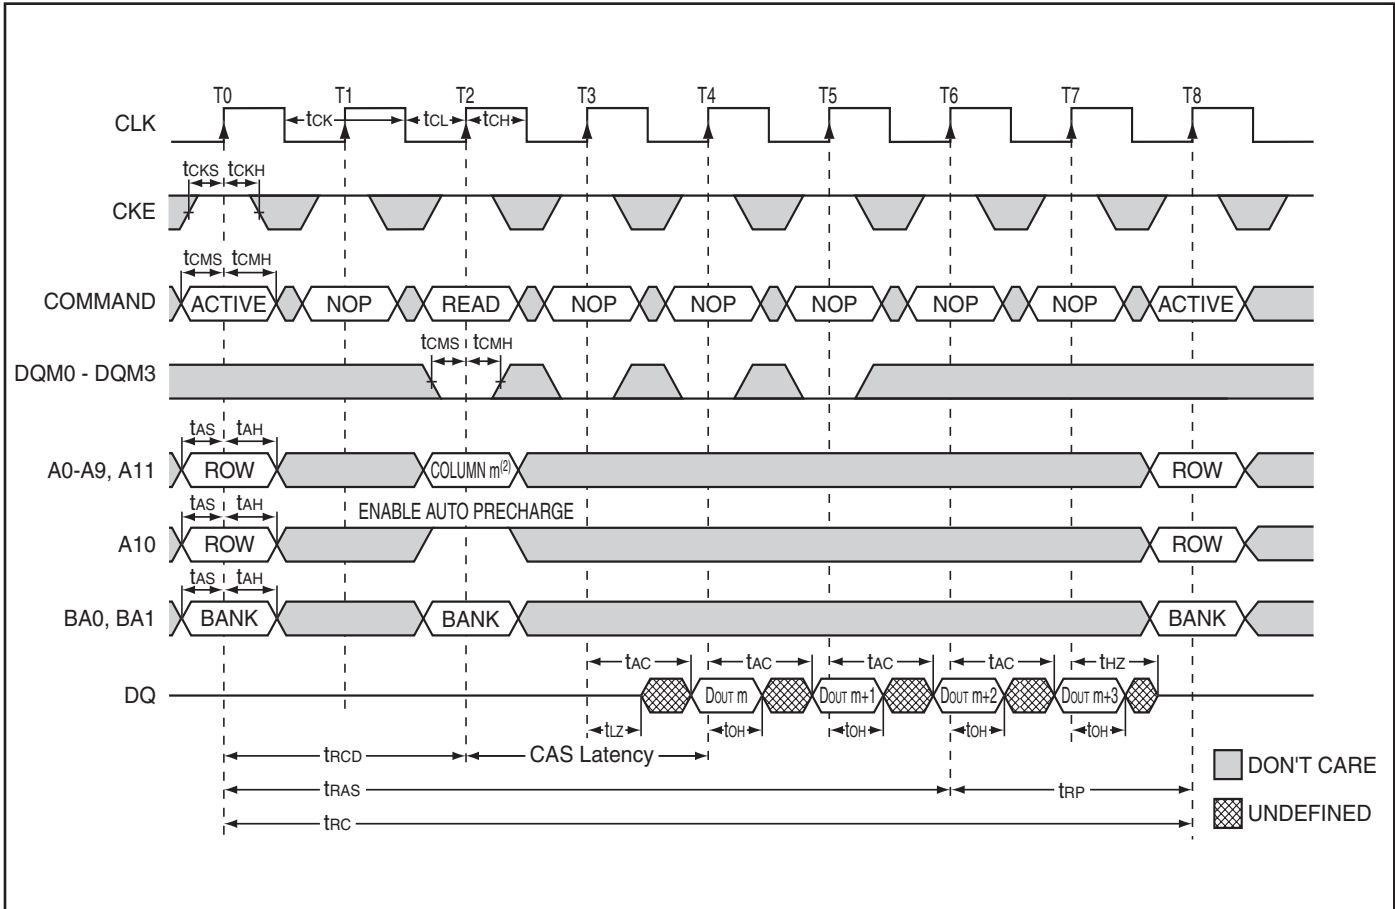 T0 T1 T2 T3 T4 T5 T6 T7 T8
CLK tCK tCL tCH
tCKS tCKH
CKE
tCMS tCMH
COMMAND ACTIVE NOP READ NOP NOP NOP NOP NOP ACTIVE
tCMS tCMH
DQM0 - DQM3
tAS tAH
A0-A9, A11 ROW COLUMN m(2) ROW
tAS tAH ENABLE AUTO PRECHARGE
A10 ROW ROW
tAS tAH
BA0, BA1 BANK BANK BANK
tAC tAC tAC tAC tHZ
DQ DOUT m DOUT m+1 DOUT m+2 DOUT m+3
tLZ tOH tOH tOH tOH
tRCD CAS Latency
DON'T CARE
tRAS tRP
UNDEFINED
tRC